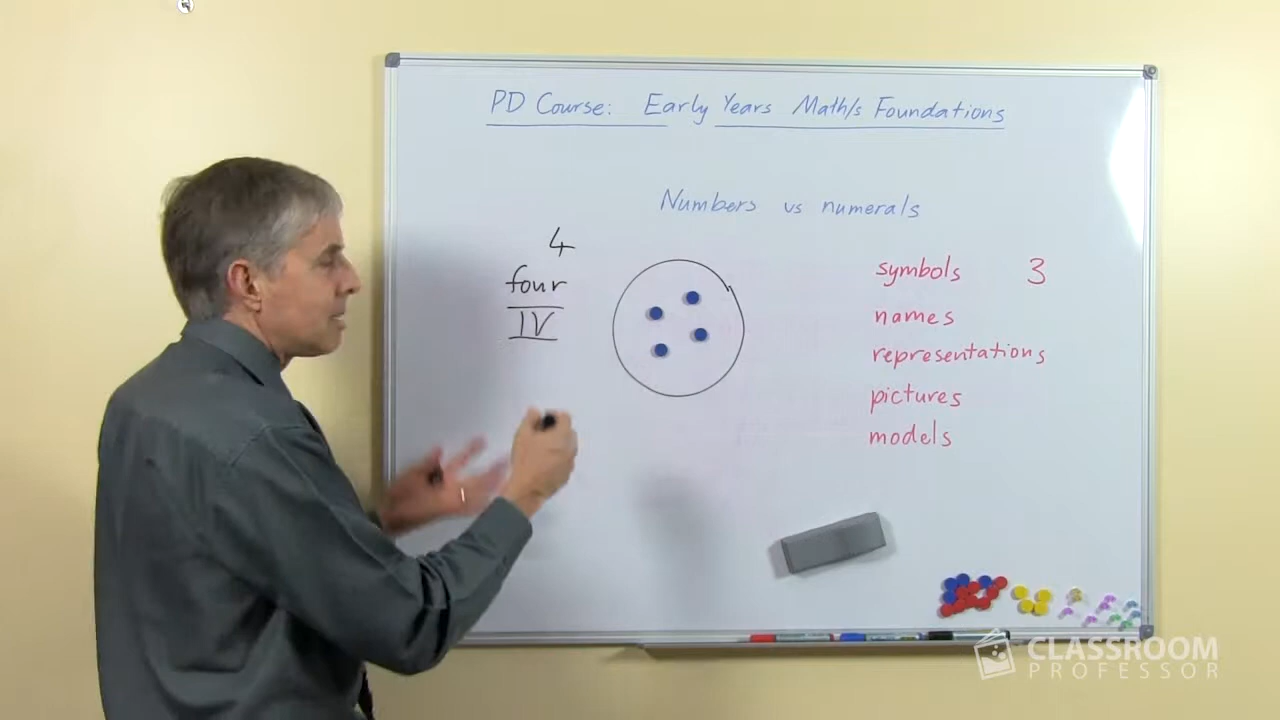 PD Course: Early Years Math/s Foundations
Numbers vs numerals
4
four
IV
symbols 3
names
representations
pictures
models
CLASSROOM
PROFESSOR